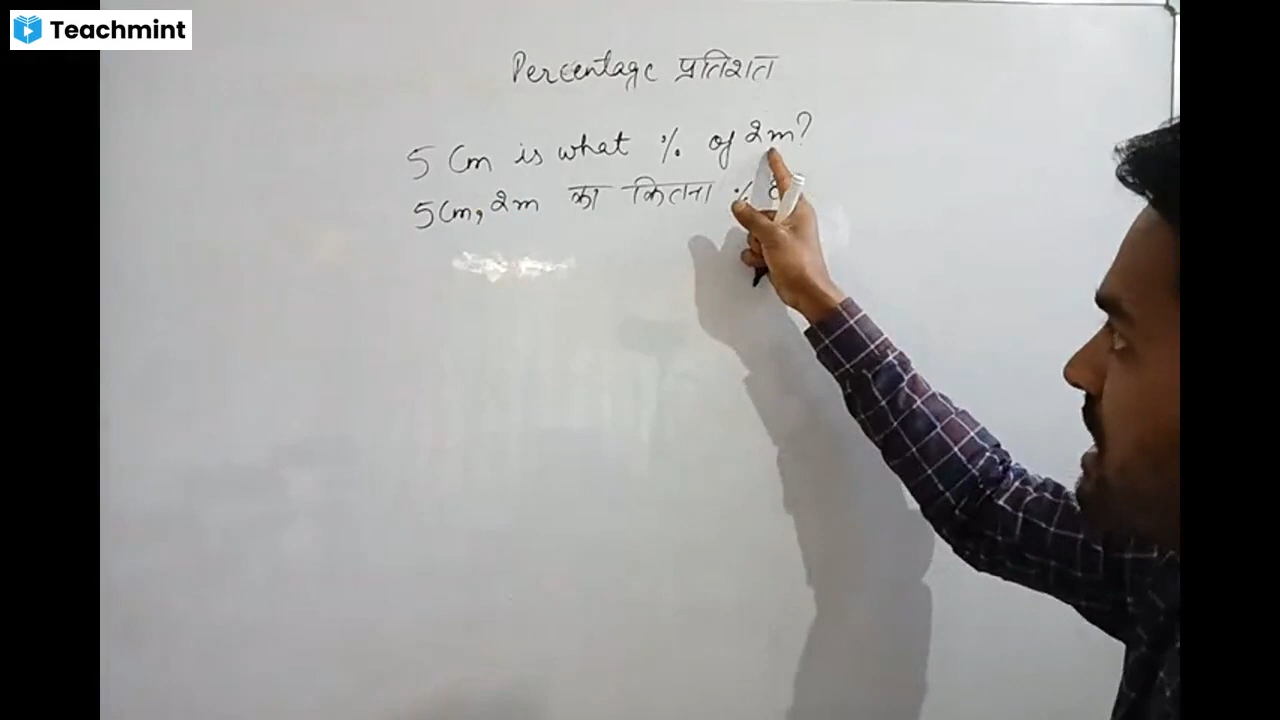 Teachmint
Percentage प्रतिशत
5 Cm is what % of 2m?
5Cm, 2m का कितना %